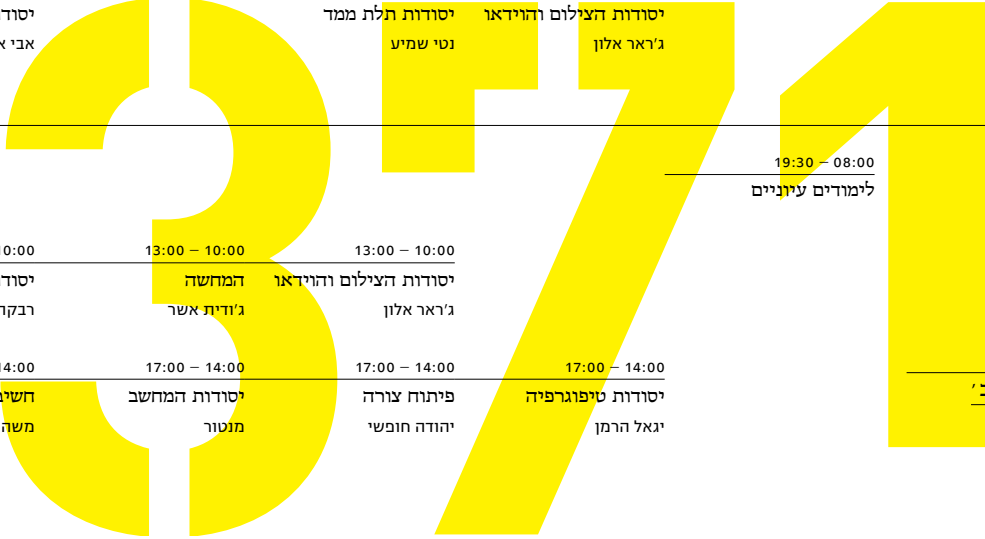 371
יסודות הצילום והוידאו
ג׳ראר אלון
יסודות תלת ממד
נטי שמיע
08:00 – 19:30
לימודים עיוניים
10:00 – 13:00
יסודות הצילום והוידאו
ג׳ראר אלון
10:00 – 13:00
המחשה
ג׳ודית אשר
14:00 – 17:00
יסודות טיפוגרפיה
יגאל הרמן
14:00 – 17:00
פיתוח צורה
יהודה חופשי
14:00 – 17:00
יסודות המחשב
מנטור
משה